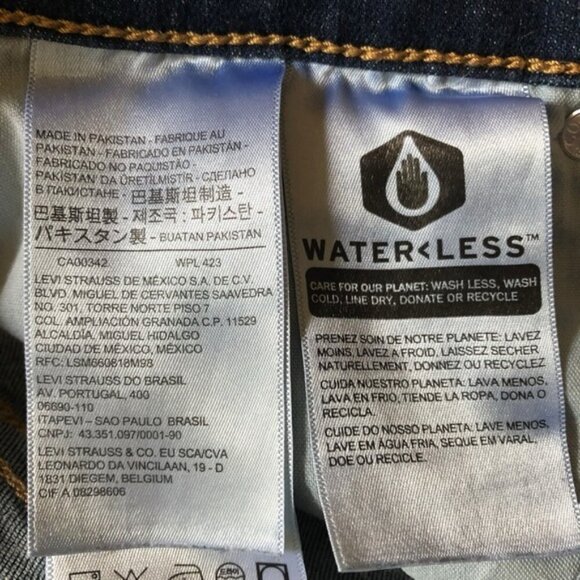 MADE IN PAKISTAN - FABRIQUE AU
PAKISTAN - FABRICADO EN PAKISTÁN -
FABRICADO NO PAQUISTÃO -
PAKİSTAN DA ÜRETİLMİSTİR - СДЕЛАНО
В ПАКИСТАНЕ - 巴基斯坦制造 -
巴基斯坦製 - 제조국 : 파키스탄 -
パキスタン製 - BUATAN PAKISTAN
CA00342 WPL 423
LEVI STRAUSS DE MÉXICO S.A. DE C.V.
BLVD. MIGUEL DE CERVANTES SAAVEDRA
NO. 301, TORRE NORTE PISO 7
COL. AMPLIACIÓN GRANADA C.P. 11529
ALCALDÍA, MIGUEL HIDALGO
CIUDAD DE MÉXICO, MÉXICO
RFC: LSM660818M98
LEVI STRAUSS DO BRASIL
AV. PORTUGAL, 400
06690-110
ITAPEVI - SAO PAULO BRASIL
CNPJ: 43.351.097/0001-90
LEVI STRAUSS & CO. EU SCA/CVA
LEONARDO DA VINCILAAN, 19 - D
1831 DIEGEM, BELGIUM
CIF A 08298606
WATER<LESS™
CARE FOR OUR PLANET: WASH LESS, WASH
COLD, LINE DRY, DONATE OR RECYCLE
PRENEZ SOIN DE NOTRE PLANETE: LAVEZ
MOINS, LAVEZ A FROID, LAISSEZ SECHER
NATURELLEMENT, DONNEZ OU RECYCLEZ
CUIDA NUESTRO PLANETA: LAVA MENOS,
LAVA EN FRIO, TIENDE LA ROPA, DONA O
RECICLA.
CUIDE DO NOSSO PLANETA: LAVE MENOS,
LAVE EM ÁGUA FRIA, SEQUE EM VARAL,
DOE OU RECICLE.